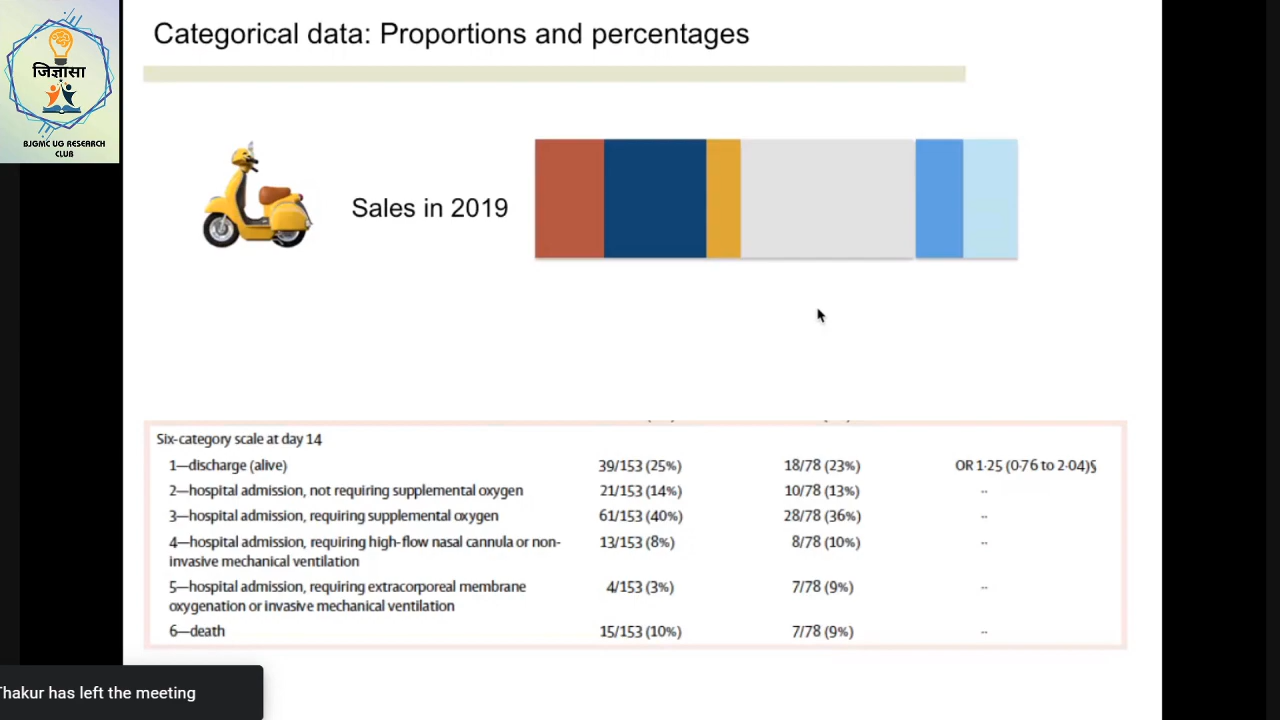 Categorical data: Proportions and percentages
जिज्ञासा
BJGMC UG RESEARCH
CLUB
Sales in 2019
Six-category scale at day 14
1—discharge (alive) 39/153 (25%) 18/78 (23%) OR 1·25 (0·76 to 2·04)§
2—hospital admission, not requiring supplemental oxygen 21/153 (14%) 10/78 (13%) ··
3—hospital admission, requiring supplemental oxygen 61/153 (40%) 28/78 (36%) ··
4—hospital admission, requiring high-flow nasal cannula or non- 13/153 (8%) 8/78 (10%) ··
invasive mechanical ventilation
5—hospital admission, requiring extracorporeal membrane 4/153 (3%) 7/78 (9%) ··
oxygenation or invasive mechanical ventilation
6—death 15/153 (10%) 7/78 (9%) ··
Thakur has left the meeting